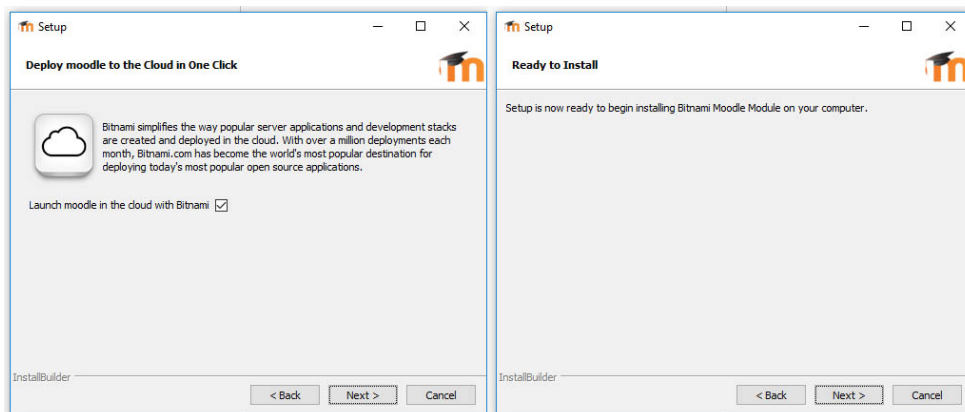 Setup
Deploy moodle to the Cloud in One Click
Bitnami simplifies the way popular server applications and development stacks
are created and deployed in the cloud. With over a million deployments each
month, Bitnami.com has become the world's most popular destination for
deploying today's most popular open source applications.
Launch moodle in the cloud with Bitnami
InstallBuilder
< Back Next > Cancel
Setup
Ready to Install
Setup is now ready to begin installing Bitnami Moodle Module on your computer.
InstallBuilder
< Back Next > Cancel